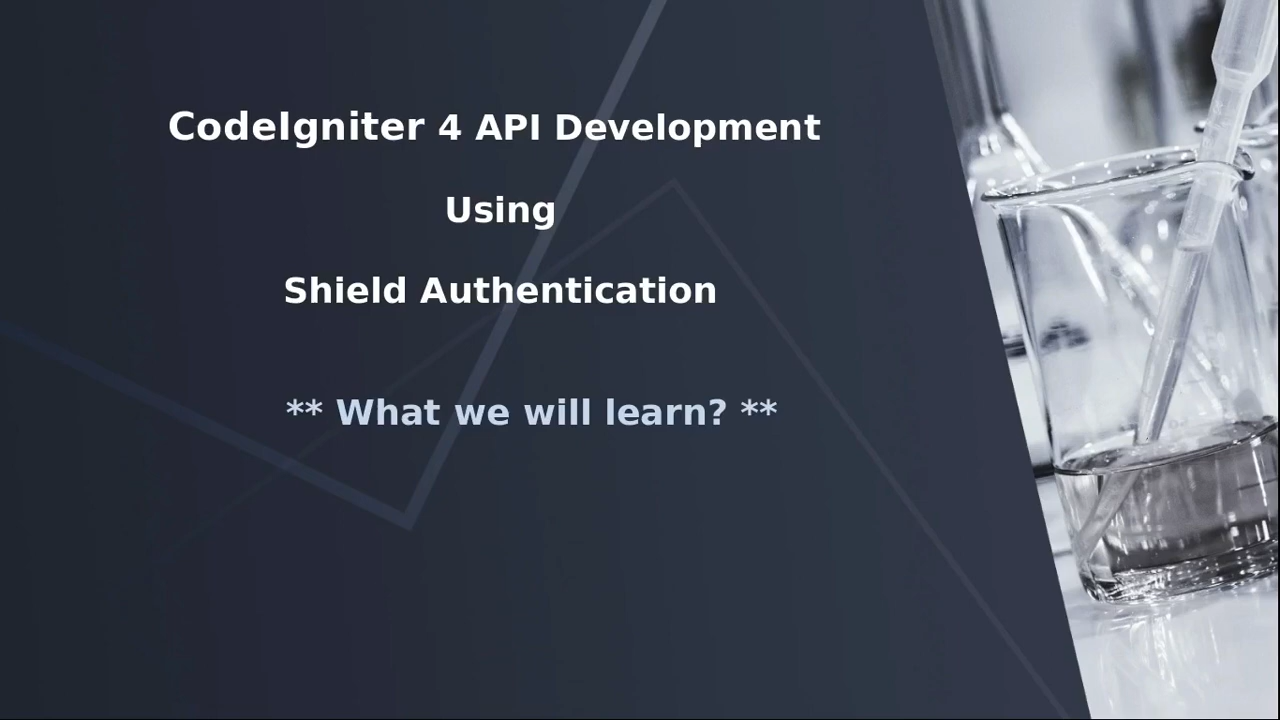 CodeIgniter 4 API Development
Using
Shield Authentication
** What we will learn? **